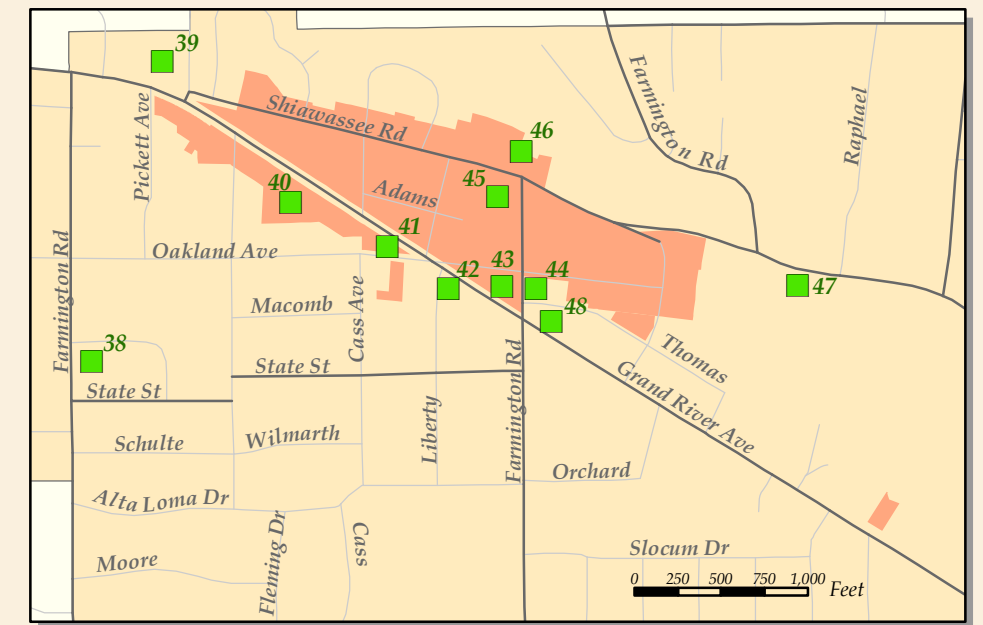 39
Farmington Rd
Shiawassee Rd
Pickett Ave
Raphael
46
45
40
Adams
41
Oakland Ave
42
43
44
47
Farmington Rd
Macomb
Cass Ave
48
38
State St
State St
Thomas
Grand River Ave
Farmington Rd
Liberty
Schulte
Wilmarth
Orchard
Alta Loma Dr
Fleming Dr
Cass
Moore
Slocum Dr
0 250 500 750 1,000
Feet